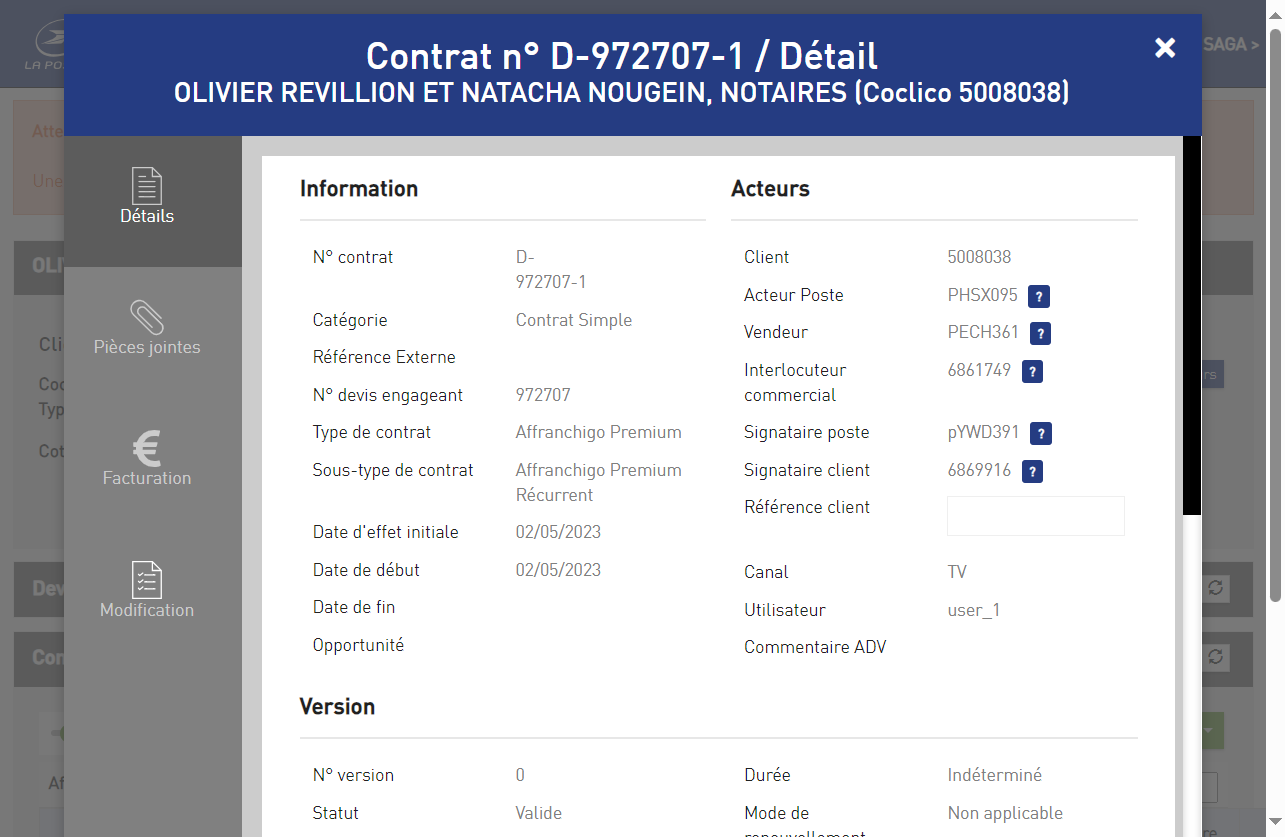 Contrat n° D-972707-1 / Détail
OLIVIER REVILLION ET NATACHA NOUGEIN, NOTAIRES (Coclico 5008038)
SAGA >
LA PO
Atte
Une
OLI
Cli
Coc
Typ
Cot
rs
Dev
Con
Af
re
Détails
Pièces jointes
Facturation
Modification
Information
N° contrat D-
972707-1
Catégorie Contrat Simple
Référence Externe
N° devis engageant 972707
Type de contrat Affranchigo Premium
Sous-type de contrat Affranchigo Premium
Récurrent
Date d'effet initiale 02/05/2023
Date de début 02/05/2023
Date de fin
Opportunité
Acteurs
Client 5008038
Acteur Poste PHSX095 ?
Vendeur PECH361 ?
Interlocuteur 6861749 ?
commercial
Signataire poste pYWD391 ?
Signataire client 6869916 ?
Référence client
Canal TV
Utilisateur user_1
Commentaire ADV
Version
N° version 0
Statut Valide
Durée Indéterminé
Mode de Non applicable
renouvellement